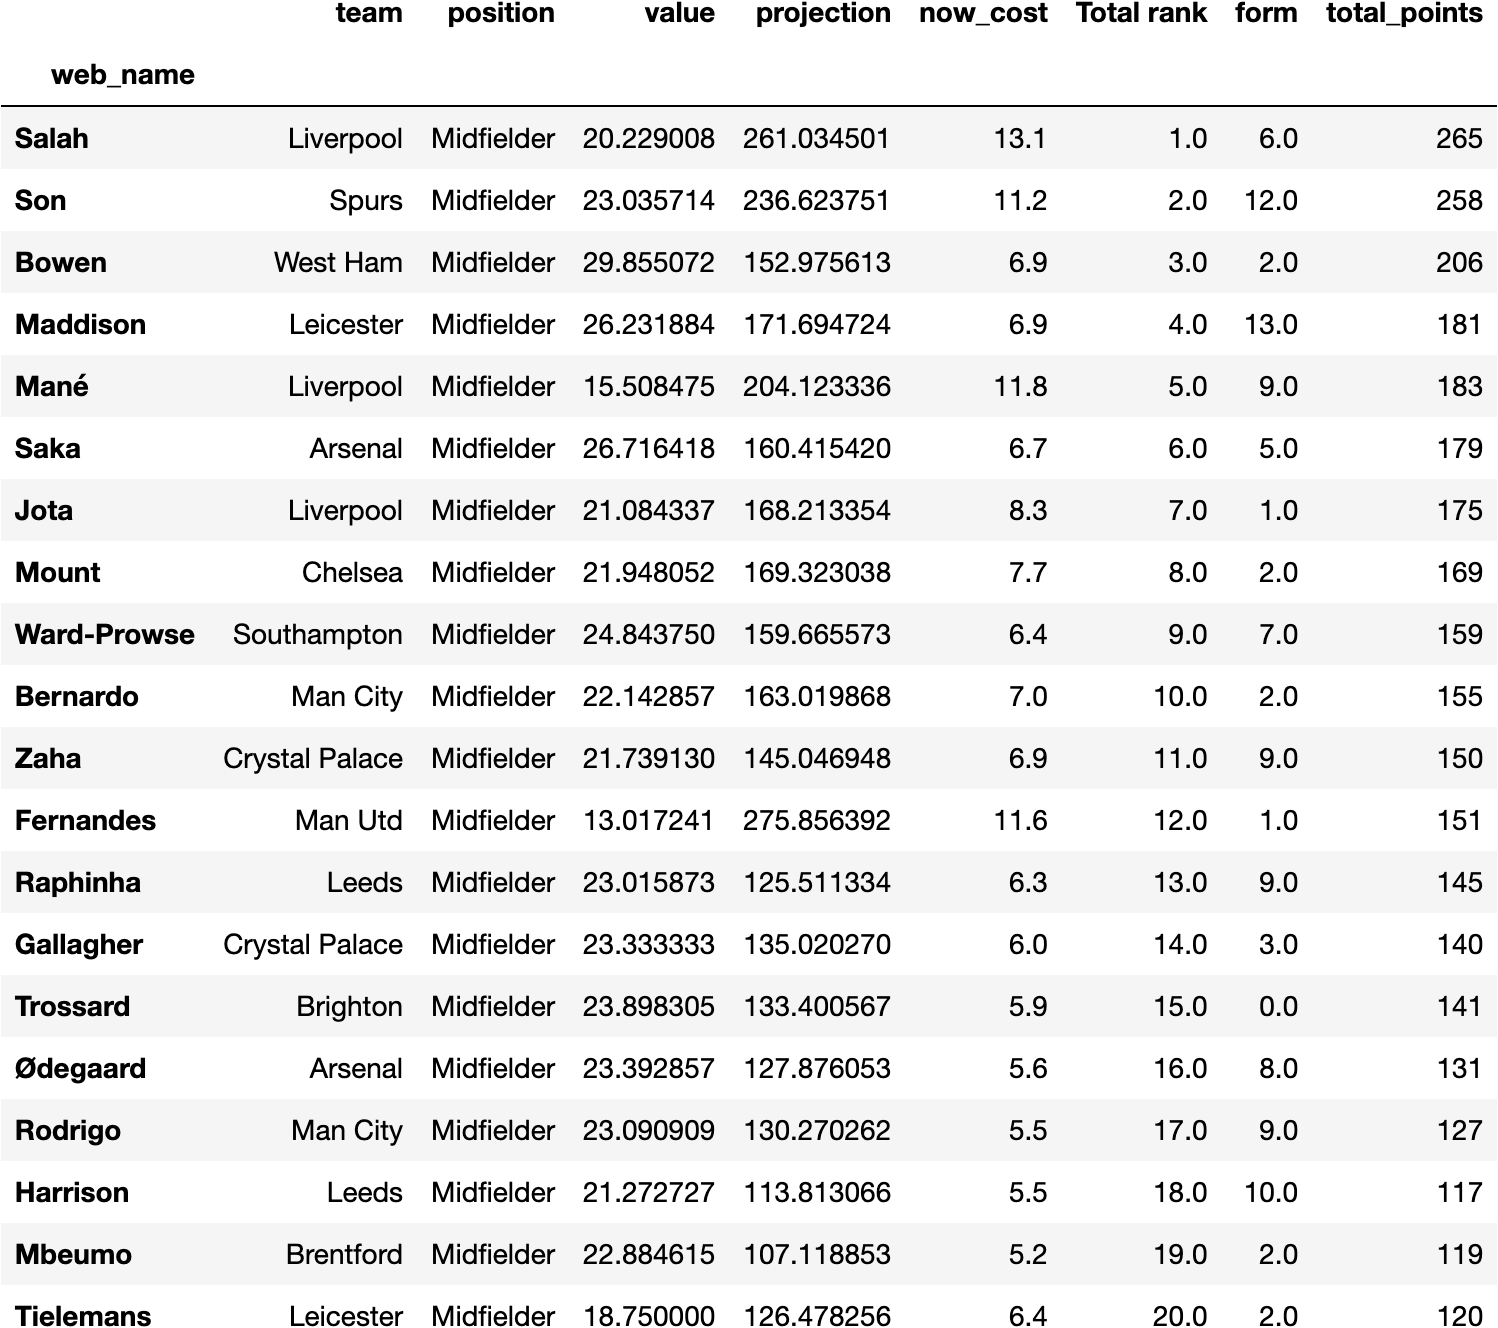 team position value projection now_cost Total rank form total_points
web_name
Salah Liverpool Midfielder 20.229008 261.034501 13.1 1.0 6.0 265
Son Spurs Midfielder 23.035714 236.623751 11.2 2.0 12.0 258
Bowen West Ham Midfielder 29.855072 152.975613 6.9 3.0 2.0 206
Maddison Leicester Midfielder 26.231884 171.694724 6.9 4.0 13.0 181
Mané Liverpool Midfielder 15.508475 204.123336 11.8 5.0 9.0 183
Saka Arsenal Midfielder 26.716418 160.415420 6.7 6.0 5.0 179
Jota Liverpool Midfielder 21.084337 168.213354 8.3 7.0 1.0 175
Mount Chelsea Midfielder 21.948052 169.323038 7.7 8.0 2.0 169
Ward-Prowse Southampton Midfielder 24.843750 159.665573 6.4 9.0 7.0 159
Bernardo Man City Midfielder 22.142857 163.019868 7.0 10.0 2.0 155
Zaha Crystal Palace Midfielder 21.739130 145.046948 6.9 11.0 9.0 150
Fernandes Man Utd Midfielder 13.017241 275.856392 11.6 12.0 1.0 151
Raphinha Leeds Midfielder 23.015873 125.511334 6.3 13.0 9.0 145
Gallagher Crystal Palace Midfielder 23.333333 135.020270 6.0 14.0 3.0 140
Trossard Brighton Midfielder 23.898305 133.400567 5.9 15.0 0.0 141
Ødegaard Arsenal Midfielder 23.392857 127.876053 5.6 16.0 8.0 131
Rodrigo Man City Midfielder 23.090909 130.270262 5.5 17.0 9.0 127
Harrison Leeds Midfielder 21.272727 113.813066 5.5 18.0 10.0 117
Mbeumo Brentford Midfielder 22.884615 107.118853 5.2 19.0 2.0 119
Tielemans Leicester Midfielder 18.750000 126.478256 6.4 20.0 2.0 120